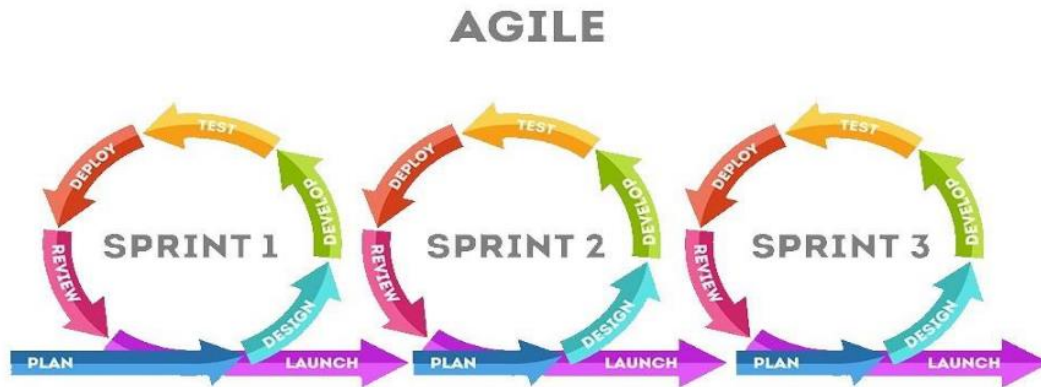 AGILE
TEST
DEPLOY
DEVELOP
SPRINT 1
REVIEW
DESIGN
PLAN
LAUNCH
TEST
DEPLOY
DEVELOP
SPRINT 2
REVIEW
DESIGN
PLAN
LAUNCH
TEST
DEPLOY
DEVELOP
SPRINT 3
REVIEW
DESIGN
PLAN
LAUNCH